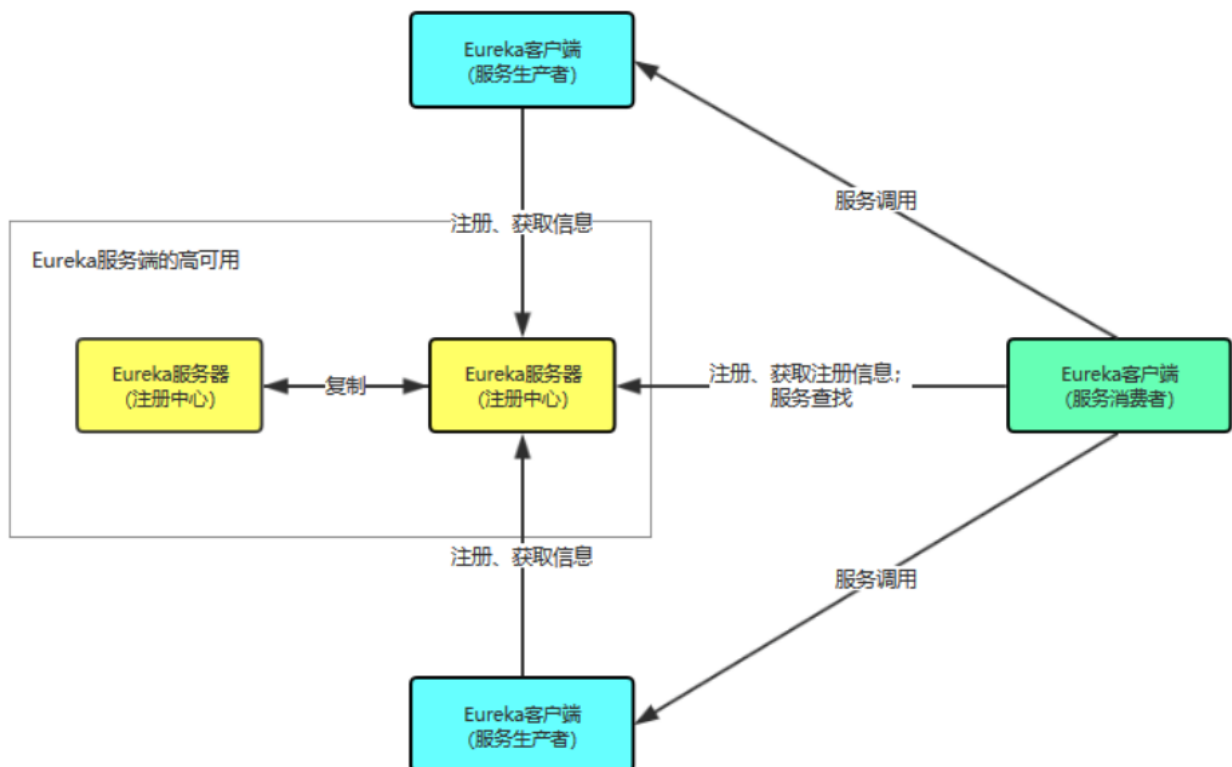 Eureka客户端
(服务生产者)
服务调用
注册、获取信息
Eureka服务端的高可用
Eureka服务器
(注册中心)
复制
Eureka服务器
(注册中心)
注册、获取注册信息;
服务查找
Eureka客户端
(服务消费者)
注册、获取信息
服务调用
Eureka客户端
(服务生产者)